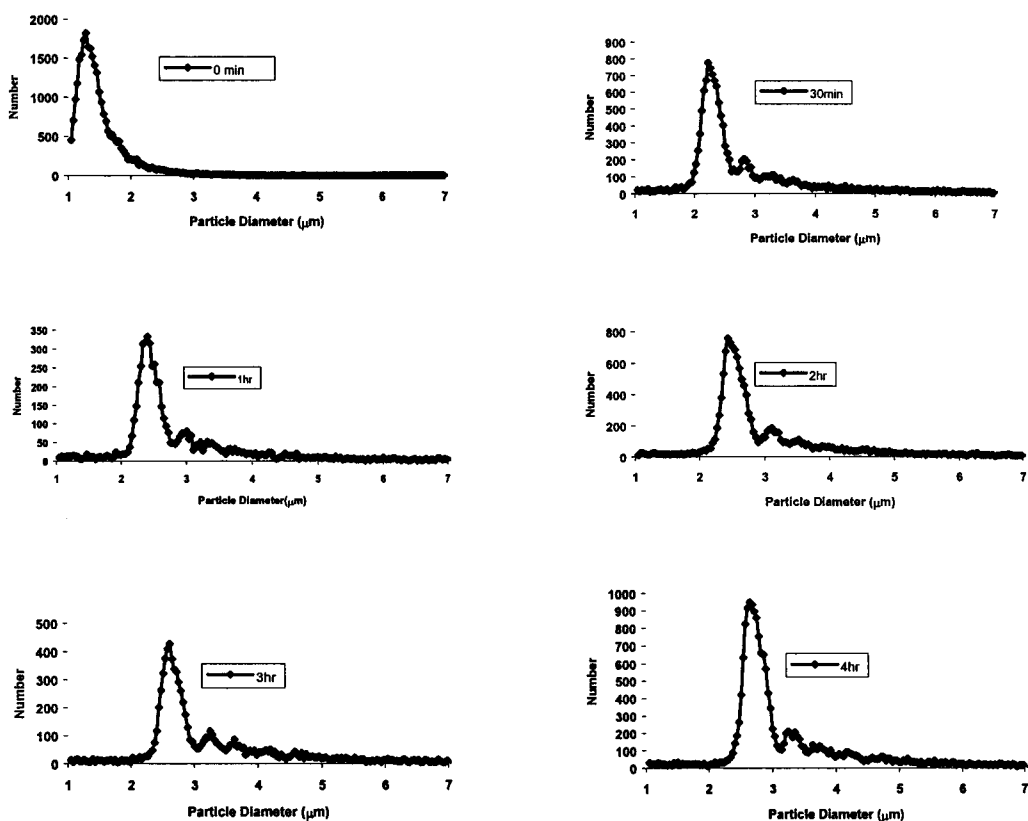 2000
1500
1000
500
0
Number
0 min
1 2 3 4 5 6 7
Particle Diameter (μm)
900
800
700
600
500
400
300
200
100
0
Number
30min
1 2 3 4 5 6 7
Particle Diameter (μm)
350
300
250
200
150
100
50
0
Number
1hr
1 2 3 4 5 6 7
Particle Diameter(μm)
800
600
400
200
0
Number
2hr
1 2 3 4 5 6 7
Particle Diameter (μm)
500
400
300
200
100
0
Number
3hr
1 2 3 4 5 6 7
Particle Diameter (μm)
1000
900
800
700
600
500
400
300
200
100
0
Number
4hr
1 2 3 4 5 6 7
Particle Diameter (μm)